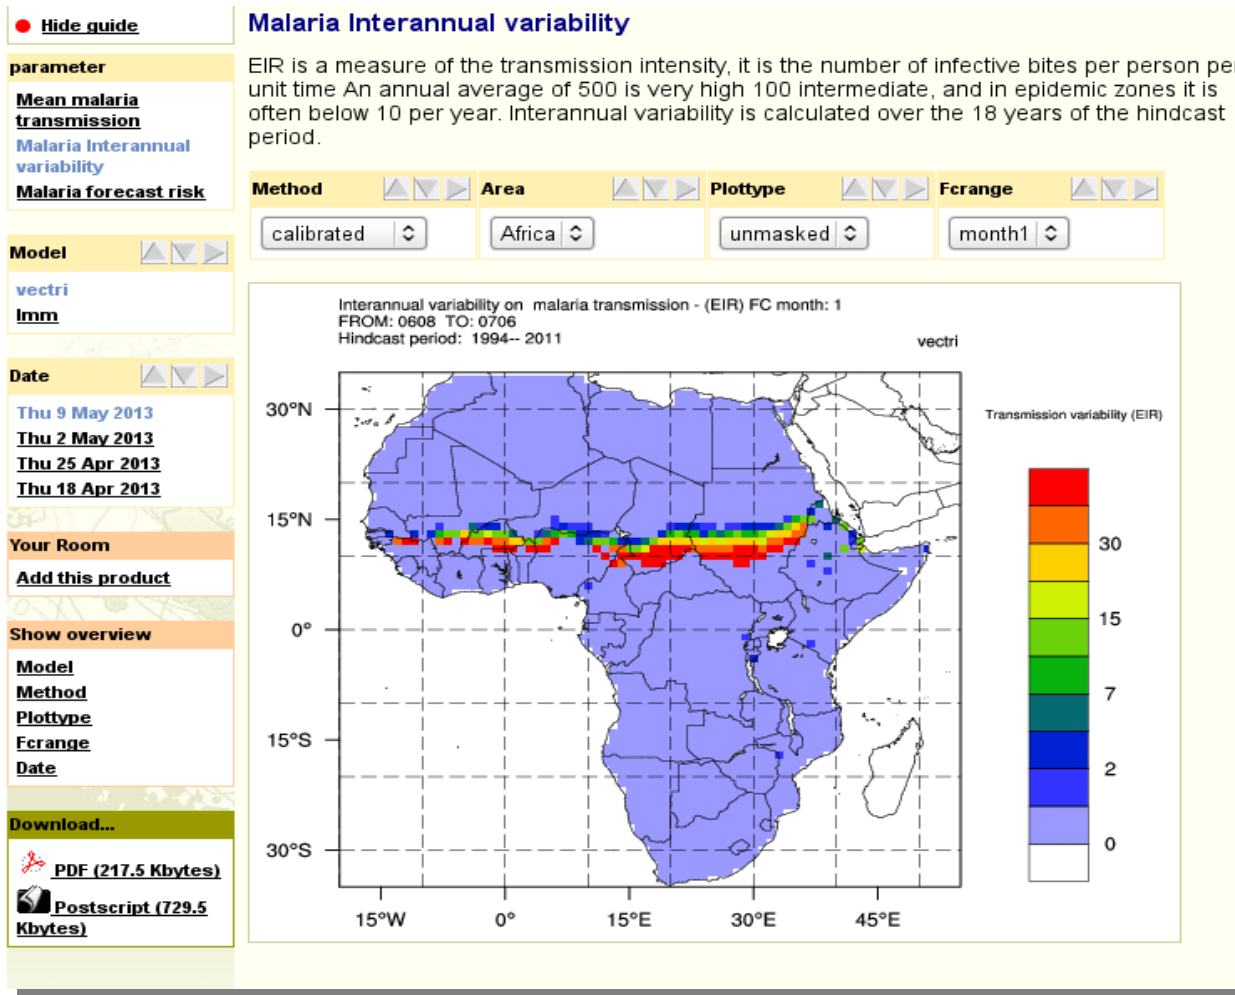 Hide guide
parameter
Mean malaria
transmission
Malaria Interannual
variability
Malaria forecast risk
Model
vectri
lmm
Date
Thu 9 May 2013
Thu 2 May 2013
Thu 25 Apr 2013
Thu 18 Apr 2013
Your Room
Add this product
Show overview
Model
Method
Plottype
Fcrange
Date
Download...
PDF (217.5 Kbytes)
Postscript (729.5
Kbytes)
Malaria Interannual variability
EIR is a measure of the transmission intensity, it is the number of infective bites per person per
unit time An annual average of 500 is very high 100 intermediate, and in epidemic zones it is
often below 10 per year. Interannual variability is calculated over the 18 years of the hindcast
period.
Method Area Plottype Fcrange
calibrated Africa unmasked month1
Interannual variability on malaria transmission - (EIR) FC month: 1
FROM: 0608 TO: 0706
Hindcast period: 1994-- 2011
vectri
30°N
15°N
0°
15°S
30°S
15°W 0° 15°E 30°E 45°E
Transmission variability (EIR)
30
15
7
2
0